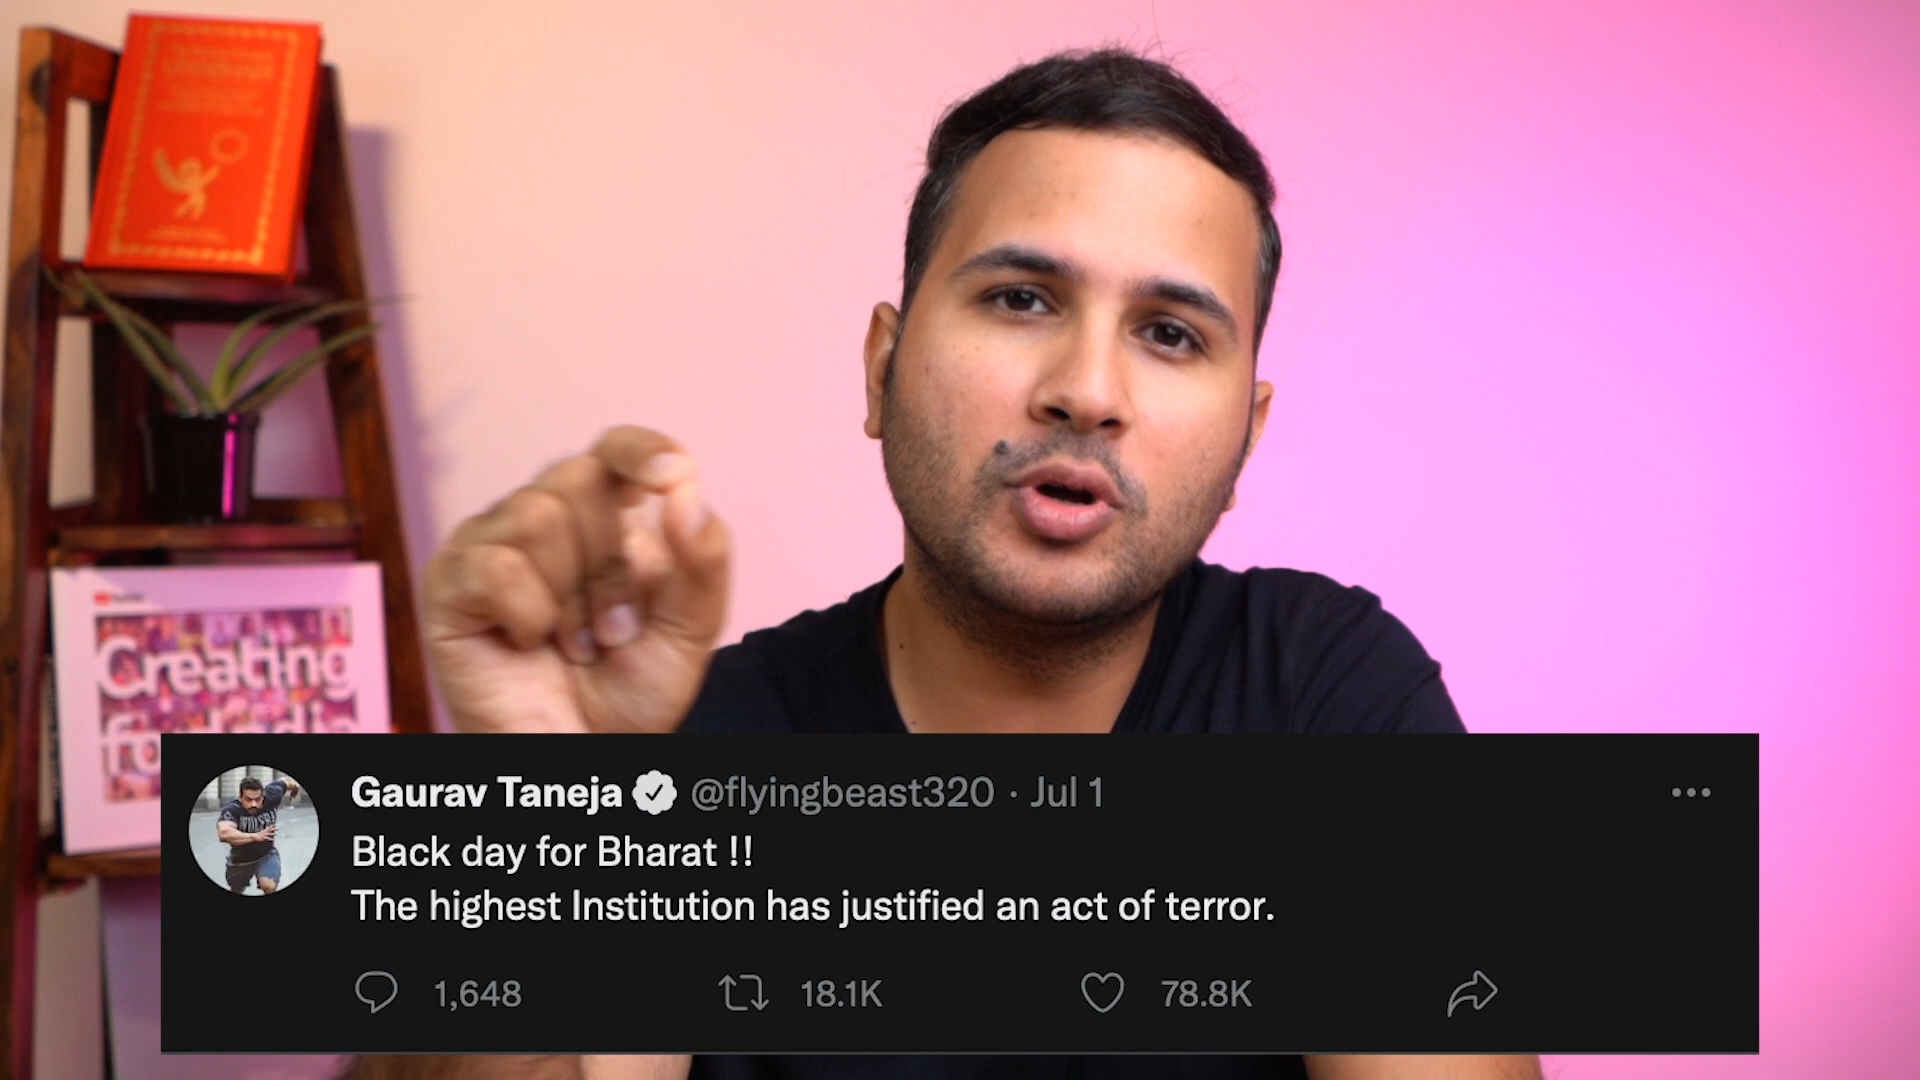 Creating
Gaurav Taneja @flyingbeast320 · Jul 1
Black day for Bharat !!
The highest Institution has justified an act of terror.
1,648 18.1K 78.8K